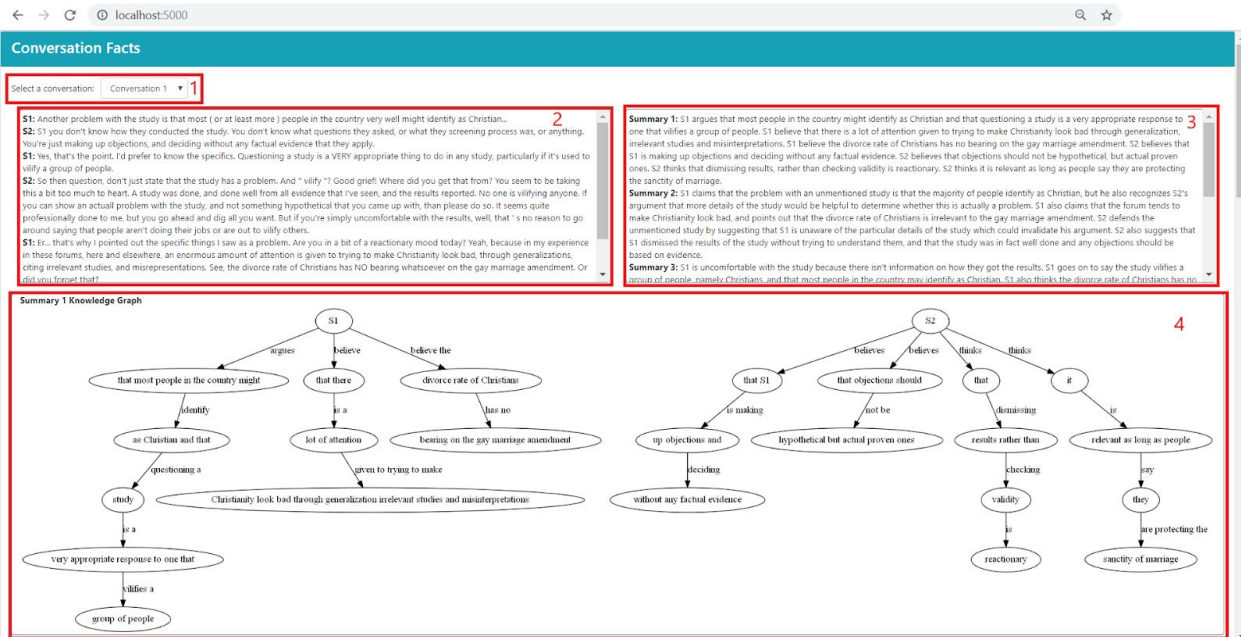 localhost:5000
Conversation Facts
Select a conversation: Conversation 1 1
2
S1: Another problem with the study is that most ( or at least more ) people in the country very well might identify as Christian...
S2: S1 you don't know how they conducted the study. You don't know what questions they asked, or what they screening process was, or anything.
You're just making up objections, and deciding without any factual evidence that they apply.
S1: Yes, that's the point. I'd prefer to know the specifics. Questioning a study is a VERY appropriate thing to do in any study, particularly if it's used to
vilify a group of people.
S2: So then question, don't just state that the study has a problem. And " vilify "? Good grief! Where did you get that from? You seem to be taking
this a bit too much to heart. A study was done, and done well from all evidence that I've seen, and the results reported. No one is vilifying anyone. If
you can show an actuall problem with the study, and not something hypothetical that you came up with, than please do so. It seems quite
professionally done to me, but you go ahead and dig all you want. But if you're simply uncomfortable with the results, well, that ' s no reason to go
around saying that people aren't doing their jobs or are out to vilify others.
S1: Er... that's why I pointed out the specific things I saw as a problem. Are you in a bit of a reactionary mood today? Yeah, because in my experience
in these forums, here and elsewhere, an enormous amount of attention is given to trying to make Christianity look bad, through generalizations,
citing irrelevant studies, and misrepresentations. See, the divorce rate of Christians has NO bearing whatsoever on the gay marriage amendment. Or
did you forget that?
3
Summary 1: S1 argues that most people in the country might identify as Christian and that questioning a study is a very appropriate response to
one that vilifies a group of people. S1 believe that there is a lot of attention given to trying to make Christianity look bad through generalization,
irrelevant studies and misinterpretations. S1 believe the divorce rate of Christians has no bearing on the gay marriage amendment. S2 believes that
S1 is making up objections and deciding without any factual evidence. S2 believes that objections should not be hypothetical, but actual proven
ones. S2 thinks that dismissing results, rather than checking validity is reactionary. S2 thinks it is relevant as long as people say they are protecting
the sanctity of marriage.
Summary 2: S1 claims that the problem with an unmentioned study is that the majority of people identify as Christian, but he also recognizes S2's
argument that more details of the study would be helpful to determine whether this is actually a problem. S1 also claims that the forum tends to
make Christianity look bad, and points out that the divorce rate of Christians is irrelevant to the gay marriage amendment. S2 defends the
unmentioned study by suggesting that S1 is unaware of the particular details of the study which could invalidate his argument. S2 also suggests that
S1 dismissed the results of the study without trying to understand them, and that the study was in fact well done and any objections should be
based on evidence.
Summary 3: S1 is uncomfortable with the study because there isn't information on how they got the results. S1 goes on to say the study vilifies a
group of people, namely Christians, and that most people in the country may identify as Christian. S1 also thinks the divorce rate of Christians has no
Summary 1 Knowledge Graph
4
S1
argues
believe
believe the
that most people in the country might
that there
divorce rate of Christians
identify
is a
has no
as Christian and that
lot of attention
bearing on the gay marriage amendment
questioning a
given to trying to make
study
Christianity look bad through generalization irrelevant studies and misinterpretations
is a
very appropriate response to one that
vilifies a
group of people
S2
believes
believes
thinks
thinks
that S1
that objections should
that
it
is making
not be
dismissing
is
up objections and
hypothetical but actual proven ones
results rather than
relevant as long as people
deciding
checking
say
without any factual evidence
validity
they
is
are protecting the
reactionary
sanctity of marriage